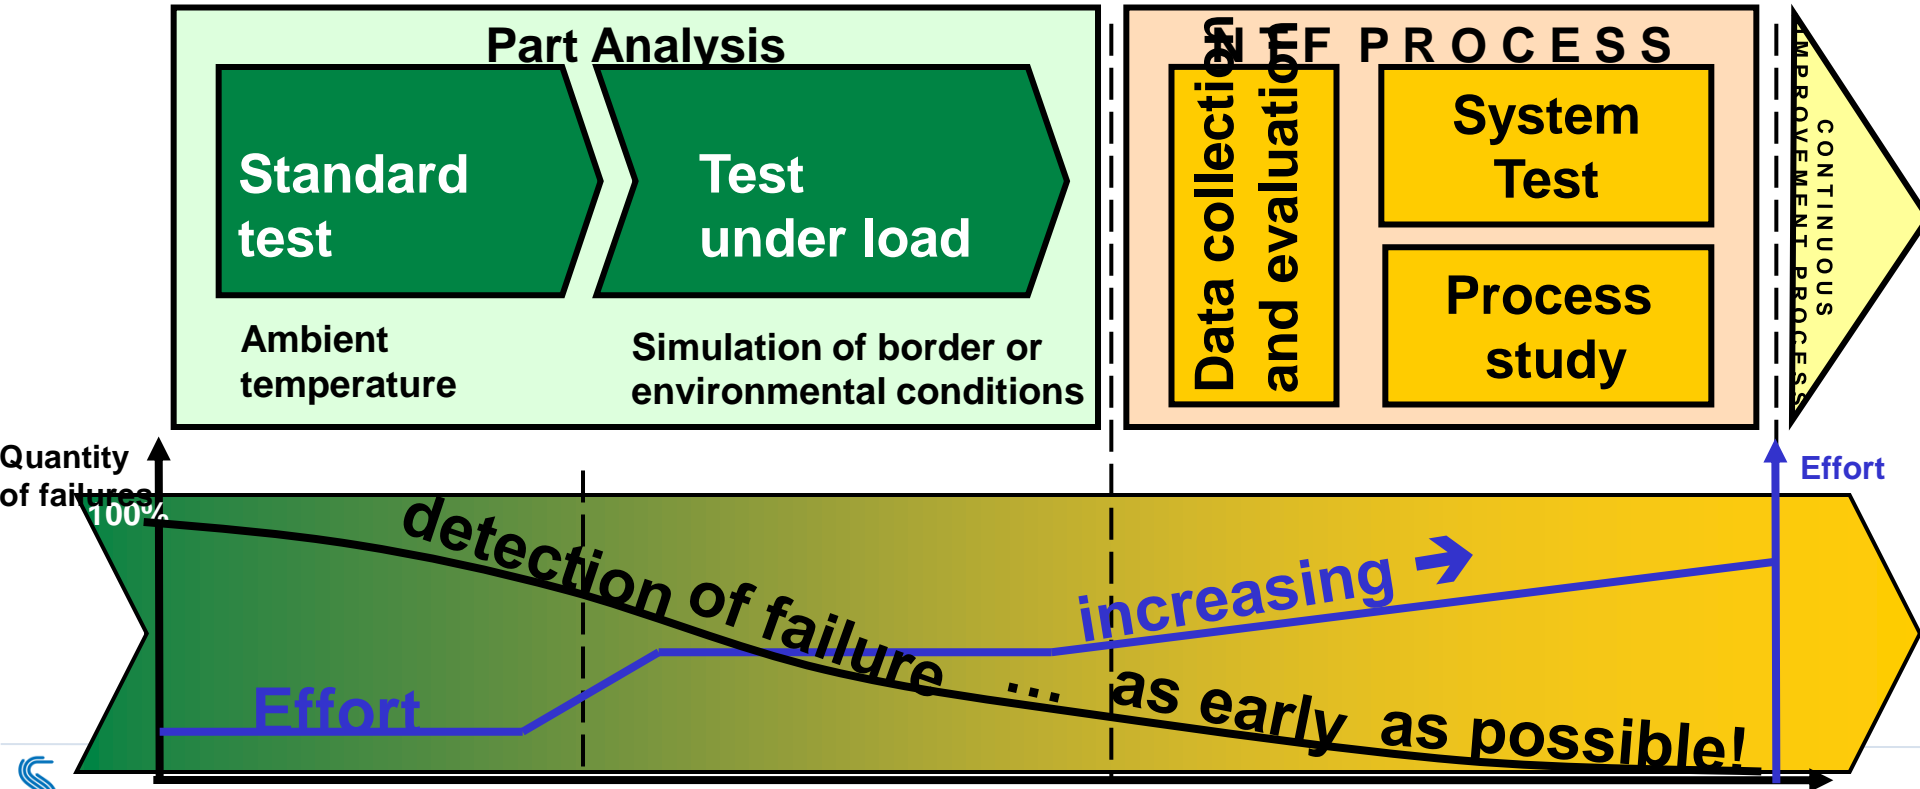 Part Analysis
Standard
test
Test
under load
Ambient
temperature
Simulation of border or
environmental conditions
NTF PROCESS
Data collection
and evaluation
System
Test
Process
study
CONTINUOUS
IMPROVEMENT PROCESS
Quantity
of failures
100%
Effort
detection of failure ... as early as possible!
increasing ➔
Effort